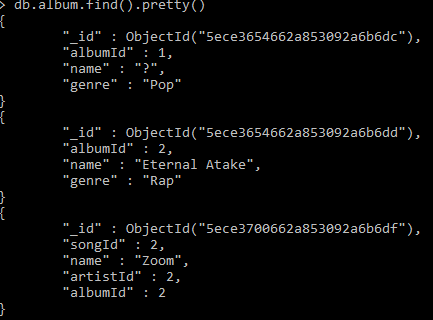 > db.album.find().pretty()
{
"_id" : ObjectId("5ece3654662a853092a6b6dc"),
"albumId" : 1,
"name" : "?",
"genre" : "Pop"
}
{
"_id" : ObjectId("5ece3654662a853092a6b6dd"),
"albumId" : 2,
"name" : "Eternal Atake",
"genre" : "Rap"
}
{
"_id" : ObjectId("5ece3700662a853092a6b6df"),
"songId" : 2,
"name" : "Zoom",
"artistId" : 2,
"albumId" : 2
}